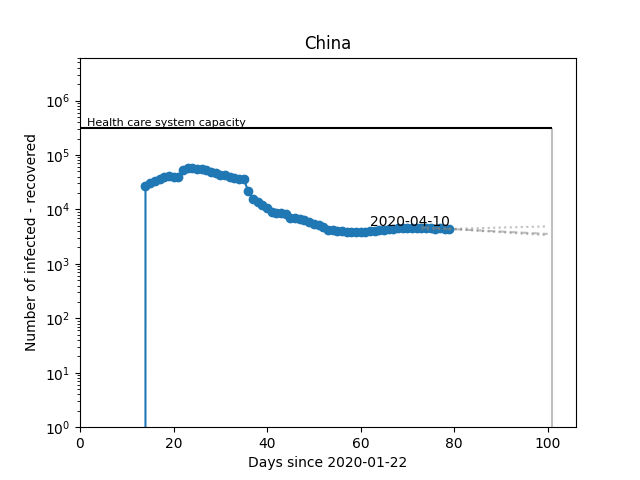 China
Number of infected - recovered
10^6
10^5
10^4
10^3
10^2
10^1
10^0
Health care system capacity
2020-04-10
0 20 40 60 80 100
Days since 2020-01-22